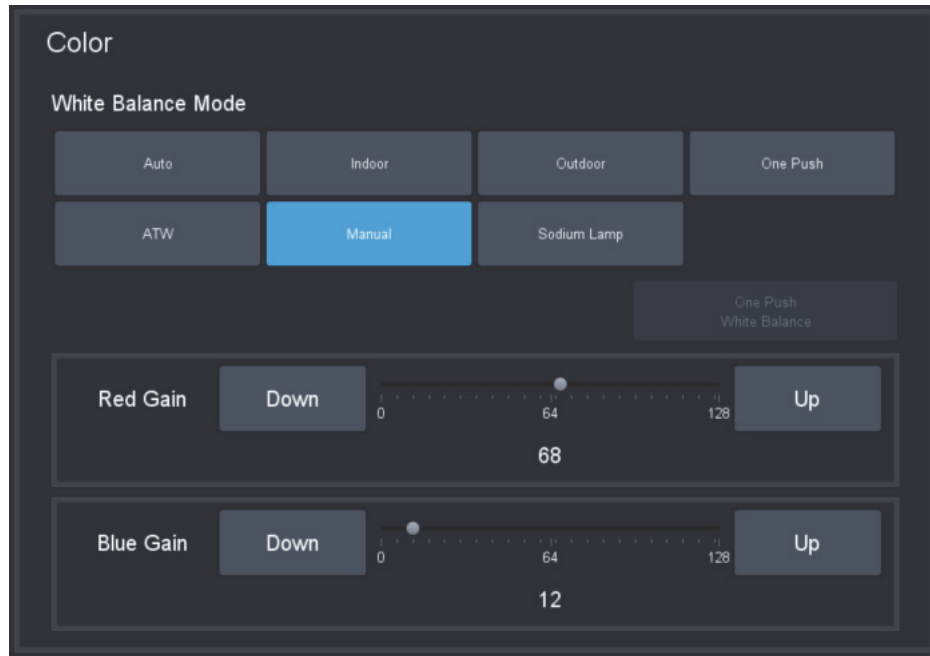 Color
White Balance Mode
Auto Indoor Outdoor One Push
ATW Manual Sodium Lamp
One Push
White Balance
Red Gain Down 0 64 128 Up
68
Blue Gain Down 0 64 128 Up
12